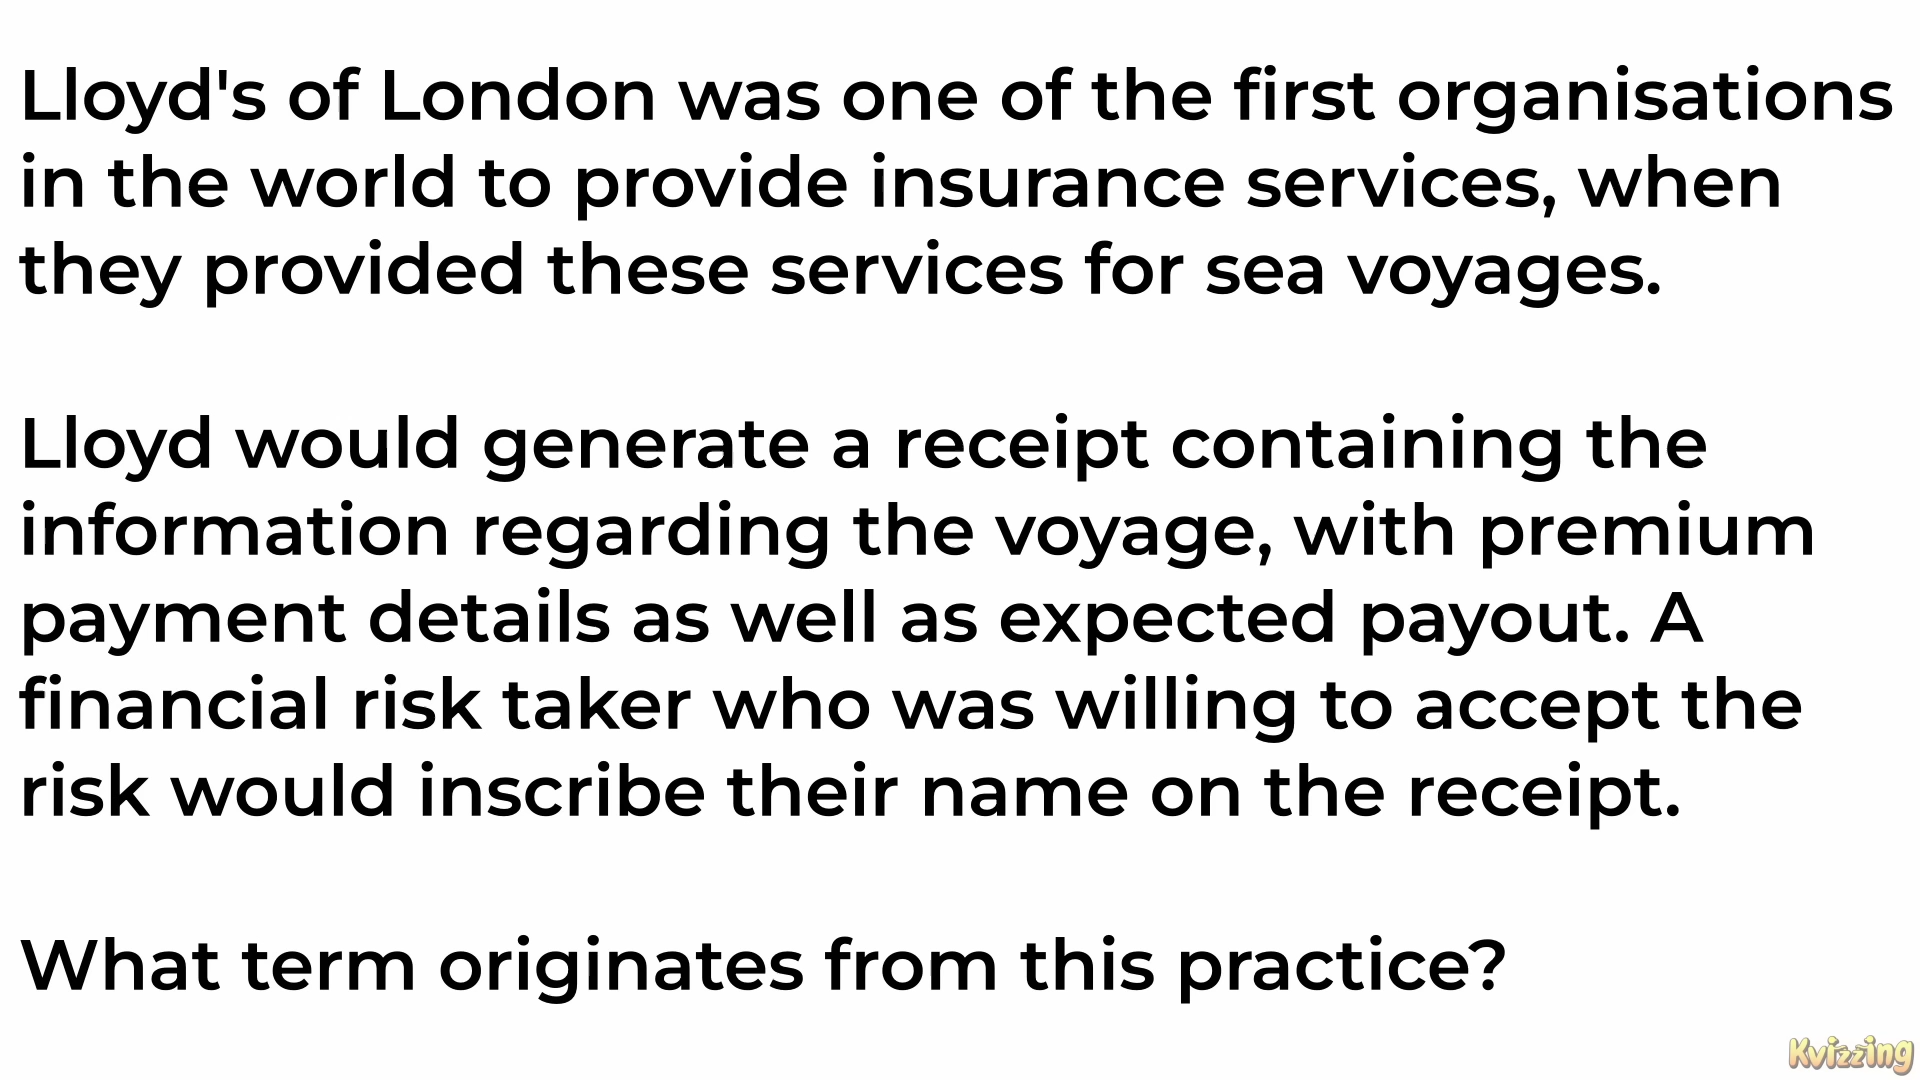 Lloyd's of London was one of the first organisations
in the world to provide insurance services, when
they provided these services for sea voyages.
Lloyd would generate a receipt containing the
information regarding the voyage, with premium
payment details as well as expected payout. A
financial risk taker who was willing to accept the
risk would inscribe their name on the receipt.
What term originates from this practice?
Kvizzing